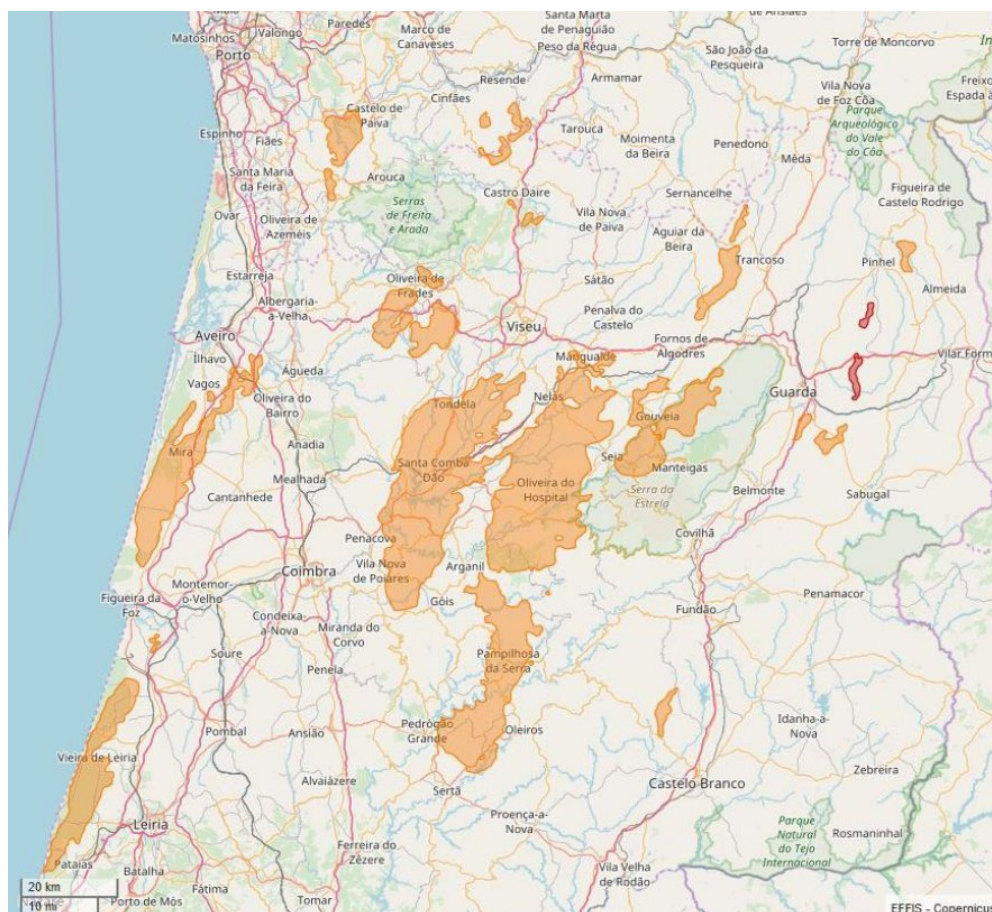 Matosinhos
Valongo
Paredes
Porto
Marco de
Canaveses
Santa Marta
de Penaguião
Peso da Régua
São João da
Pesqueira
Torre de Moncorvo
Resende
Armamar
Vila Nova
de Foz Côa
Freixo
Espada à
Cinfães
Castelo de
Paiva
Parque
Arqueológico
do Vale
do Côa
Espinho
Fiães
Tarouca
Moimenta
da Beira
Penedono
Mêda
Santa Maria
da Feira
Arouca
Castro Daire
Sernancelhe
Figueira de
Castelo Rodrigo
Serras
de Freita
e Arada
Ovar
Oliveira de
Azeméis
Vila Nova
de Paiva
Aguiar da
Beira
Trancoso
Pinhel
Estarreja
Oliveira de
Frades
Sátão
Almeida
Albergaria-
a-Velha
Viseu
Penalva do
Castelo
Aveiro
Fornos de
Algodres
Vilar Form
Ílhavo
Mangualde
Vagos
Águeda
Guarda
Oliveira do
Bairro
Tondela
Nelas
Gouveia
Anadia
Mira
Santa Comba
Dão
Seia
Manteigas
Mealhada
Oliveira do
Hospital
Belmonte
Sabugal
Cantanhede
Serra da
Estrela
Penacova
Covilhã
Coimbra
Vila Nova
de Poiares
Arganil
Montemor-
o-Velho
Penamacor
Figueira da
Foz
Góis
Fundão
Condeixa-
a-Nova
Miranda do
Corvo
Soure
Penela
Pampilhosa
da Serra
Idanha-a-
Nova
Pombal
Ansião
Pedrógão
Grande
Oleiros
Vieira de Leiria
Zebreira
Alvaiázere
Sertã
Castelo Branco
Leiria
Proença-a-
Nova
Parque
Natural
do Tejo
Internacional
Rosmaninhal
Ferreira do
Zêzere
Pataias
Batalha
Vila Velha
de Rodão
20 km
Fátima
10 mi
Porto de Mós
Tomar
EFFIS - Copernicus